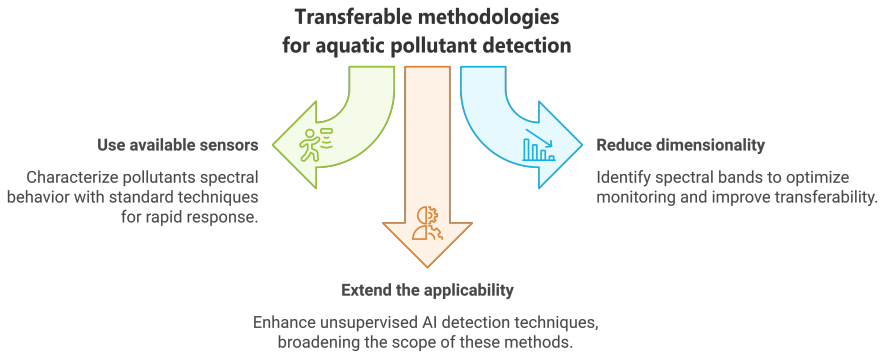 Transferable methodologies
for aquatic pollutant detection
Use available sensors
Characterize pollutants spectral
behavior with standard techniques
for rapid response.
Reduce dimensionality
Identify spectral bands to optimize
monitoring and improve transferability.
Extend the applicability
Enhance unsupervised AI detection techniques,
broadening the scope of these methods.